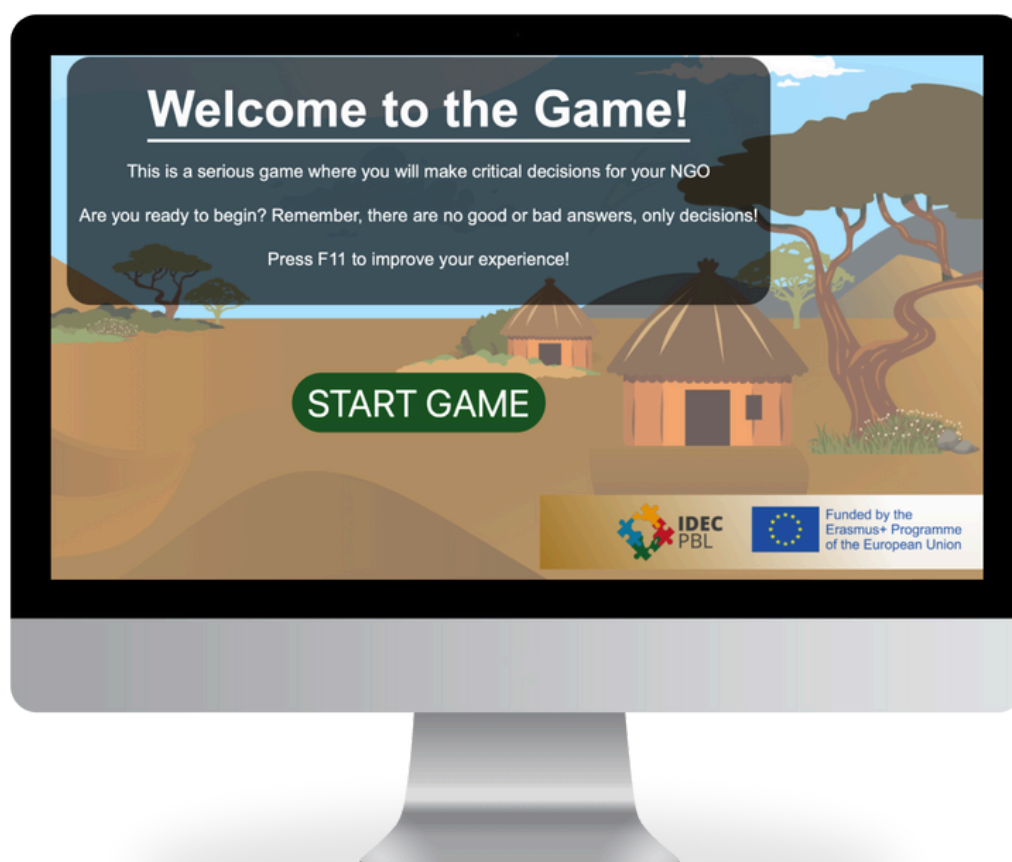 Welcome to the Game!
This is a serious game where you will make critical decisions for your NGO
Are you ready to begin? Remember, there are no good or bad answers, only decisions!
Press F11 to improve your experience!
START GAME
IDEC
PBL
Funded by the
Erasmus+ Programme
of the European Union